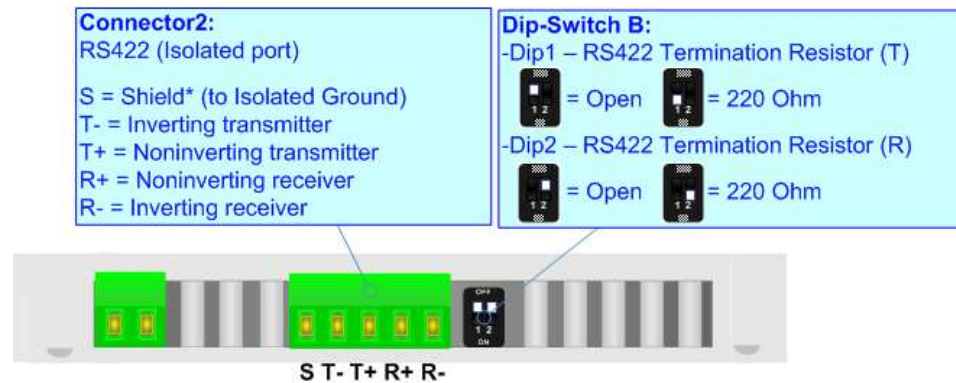 Connector2:
RS422 (Isolated port)
S = Shield* (to Isolated Ground)
T- = Inverting transmitter
T+ = Noninverting transmitter
R+ = Noninverting receiver
R- = Inverting receiver
Dip-Switch B:
-Dip1 – RS422 Termination Resistor (T)
1 2 = Open 1 2 = 220 Ohm
-Dip2 – RS422 Termination Resistor (R)
1 2 = Open 1 2 = 220 Ohm
OFF
1 2
ON
S T- T+ R+ R-